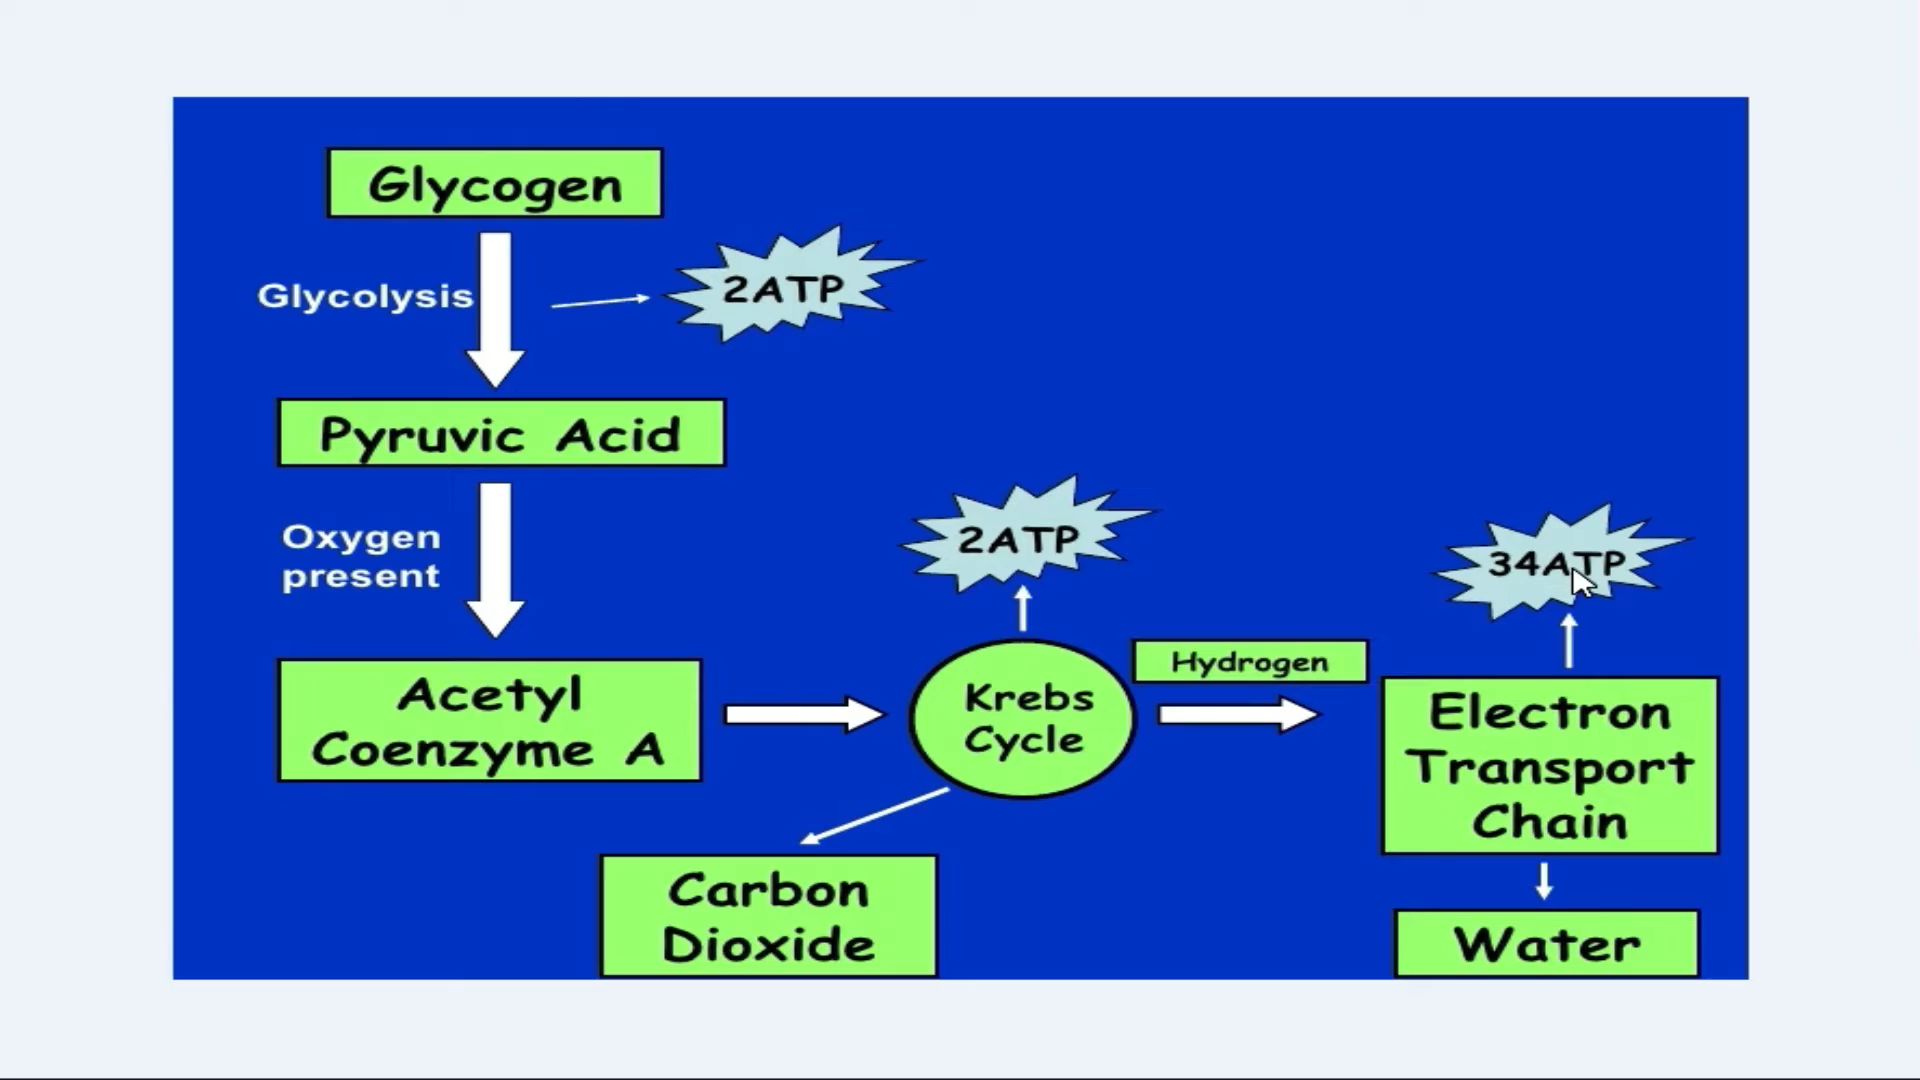 Glycogen
Glycolysis
2ATP
Pyruvic Acid
Oxygen
present
2ATP
34ATP
Acetyl
Coenzyme A
Krebs
Cycle
Hydrogen
Electron
Transport
Chain
Carbon
Dioxide
Water